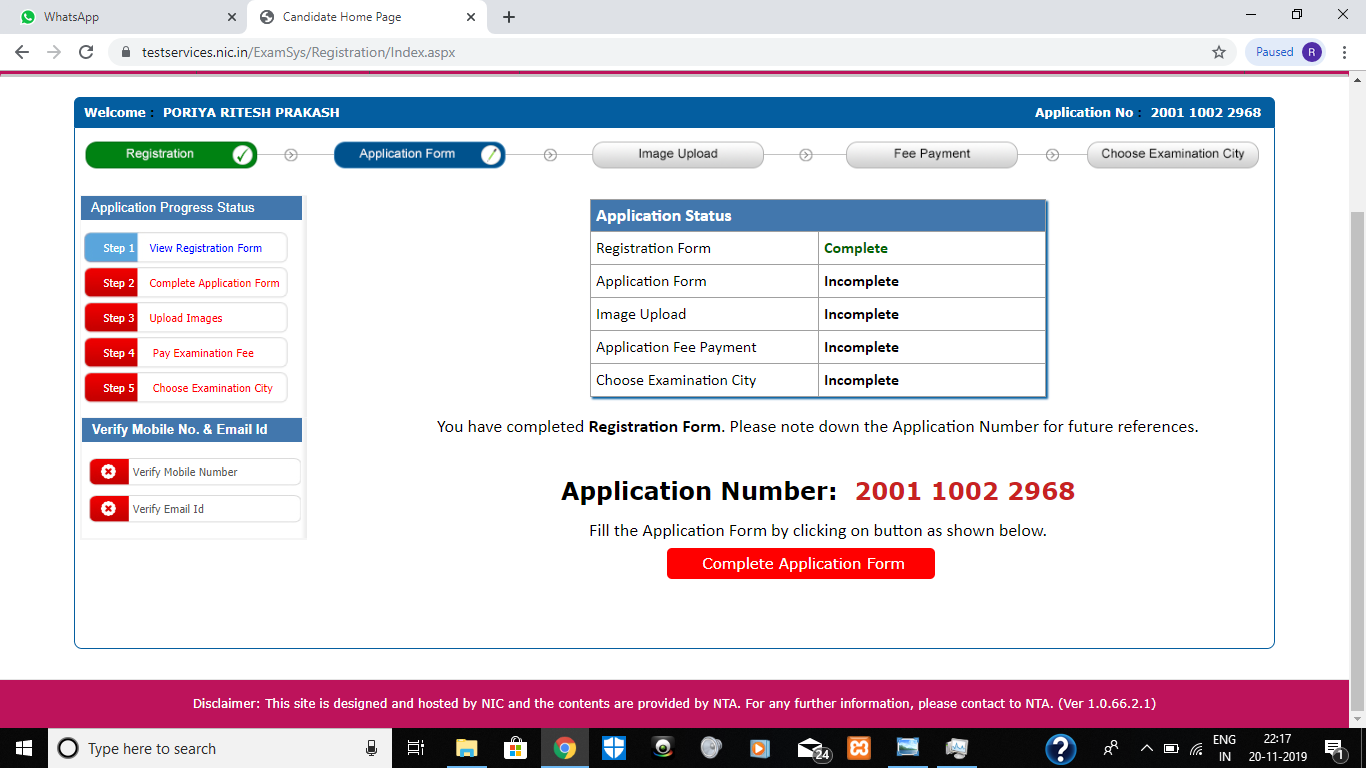 WhatsApp
Candidate Home Page
testservices.nic.in/ExamSys/Registration/Index.aspx
Paused R
Welcome : PORIYA RITESH PRAKASH
Application No : 2001 1002 2968
Registration
Application Form
Image Upload
Fee Payment
Choose Examination City
Application Progress Status
Step 1 View Registration Form
Step 2 Complete Application Form
Step 3 Upload Images
Step 4 Pay Examination Fee
Step 5 Choose Examination City
Verify Mobile No. & Email Id
Verify Mobile Number
Verify Email Id
Application Status
Registration Form Complete
Application Form Incomplete
Image Upload Incomplete
Application Fee Payment Incomplete
Choose Examination City Incomplete
You have completed Registration Form. Please note down the Application Number for future references.
Application Number: 2001 1002 2968
Fill the Application Form by clicking on button as shown below.
Complete Application Form
Disclaimer: This site is designed and hosted by NIC and the contents are provided by NTA. For any further information, please contact to NTA. (Ver 1.0.66.2.1)
Type here to search
24
ENG
IN
22:17
20-11-2019
1